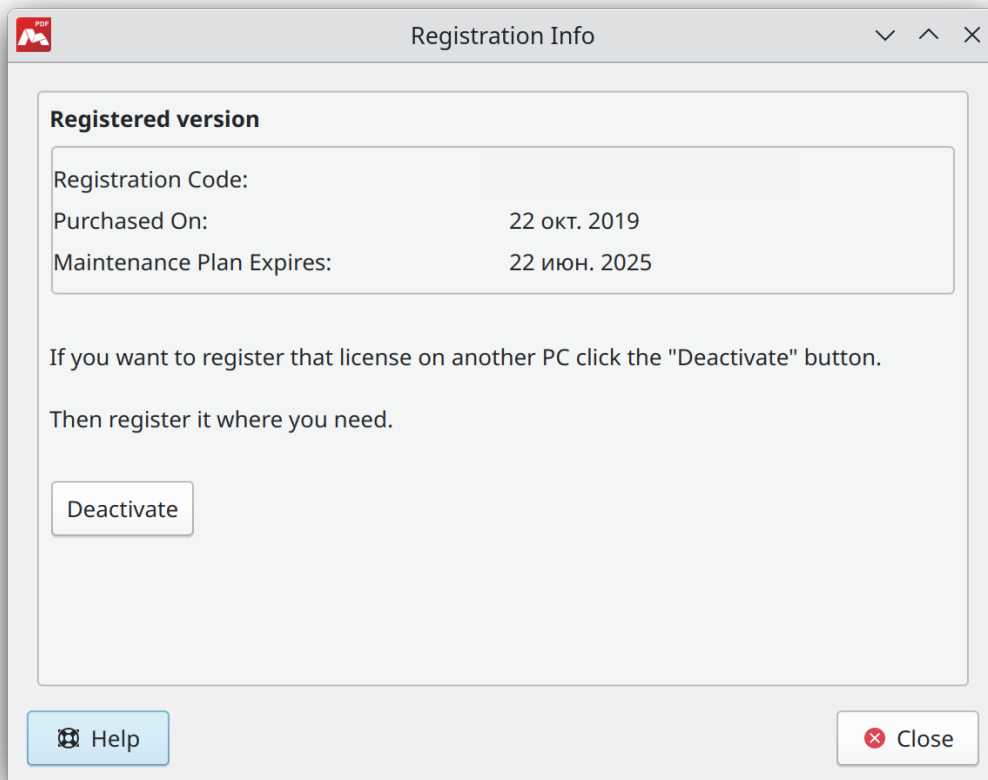 PDF
Registration Info
Registered version
Registration Code:
Purchased On: 22 окт. 2019
Maintenance Plan Expires: 22 июн. 2025
If you want to register that license on another PC click the "Deactivate" button.
Then register it where you need.
Deactivate
Help Close